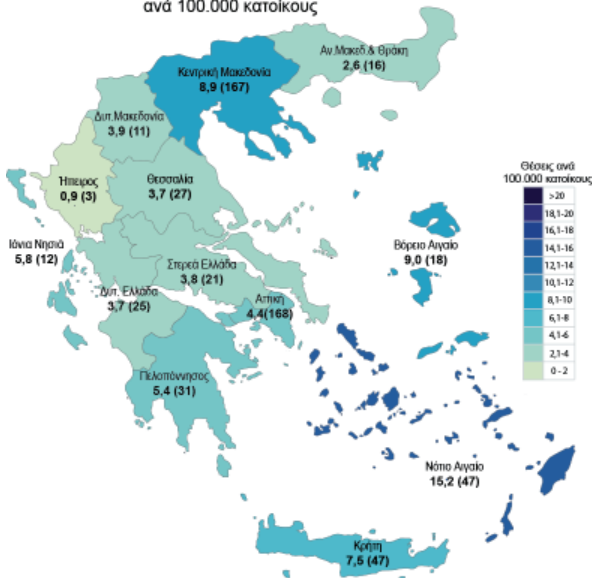 ανά 100.000 κατοίκους
Αν.Μακεδ & Θράκη
2,6 (16)
Κεντρική Μακεδονία
8,9 (167)
Δυτ.Μακεδονία
3,9 (11)
Ήπειρος
0,9 (3)
Θεσσαλία
3,7 (27)
Ιόνια Νησιά
5,8 (12)
Στερεά Ελλάδα
3,8 (21)
Δυτ. Ελλάδα
3,7 (25)
Αττική
4,4(168)
Πελοπόννησος
5,4 (31)
Βόρειο Αιγαίο
9,0 (18)
Νότιο Αιγαίο
15,2 (47)
Κρήτη
7,5 (47)
Θέσεις ανά
100.000 κατοίκους
>20
18,1-20
16,1-18
14,1-16
12,1-14
10,1-12
8,1-10
6,1-8
4,1-6
2,1-4
0 - 2